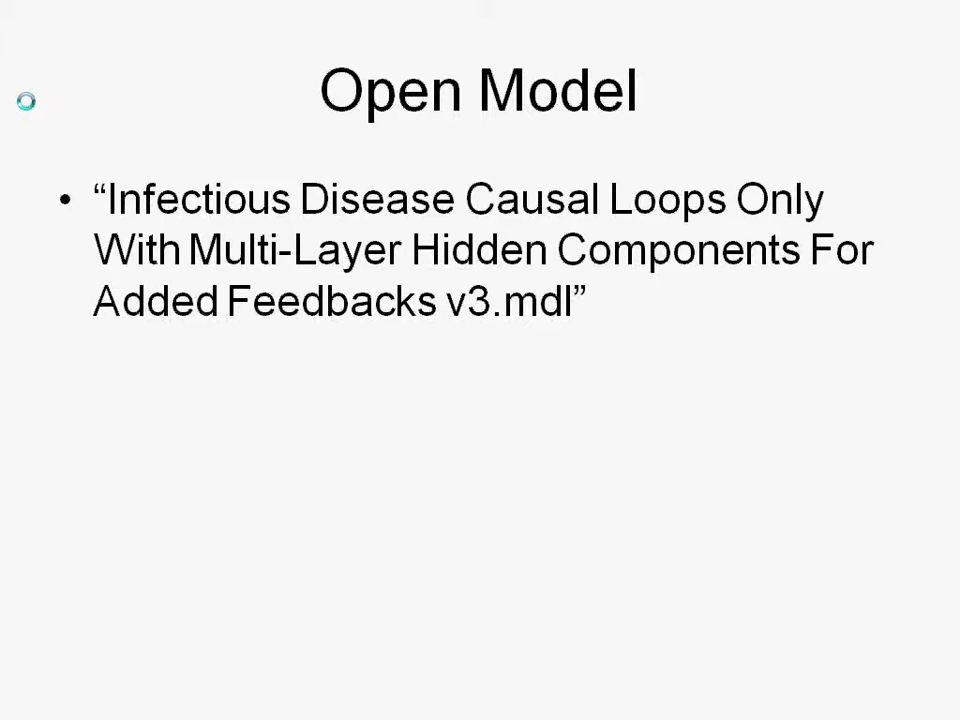 Open Model
• “Infectious Disease Causal Loops Only
With Multi-Layer Hidden Components For
Added Feedbacks v3.mdl”